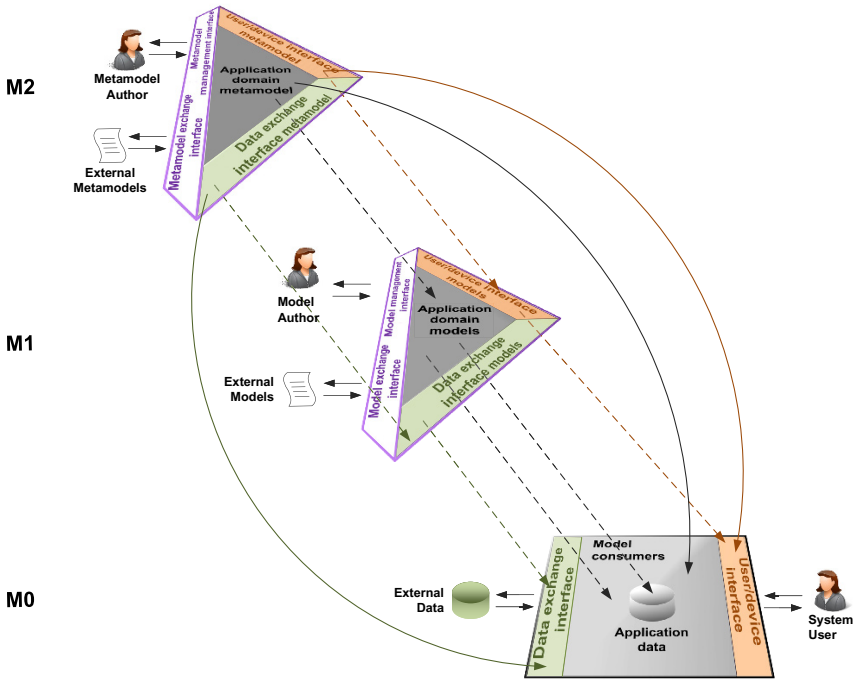 M2
Metamodel
Author
External
Metamodels
Metamodel
management interface
Metamodel exchange
interface
User/device interface
metamodel
Application
domain
metamodel
Data exchange
interface metamodel
M1
Model
Author
External
Models
Model management
interface
Model exchange
interface
User/device interface
models
Application
domain
models
Data exchange
interface models
M0
External
Data
Data exchange
interface
Model
consumers
Application
data
User/device
interface
System
User